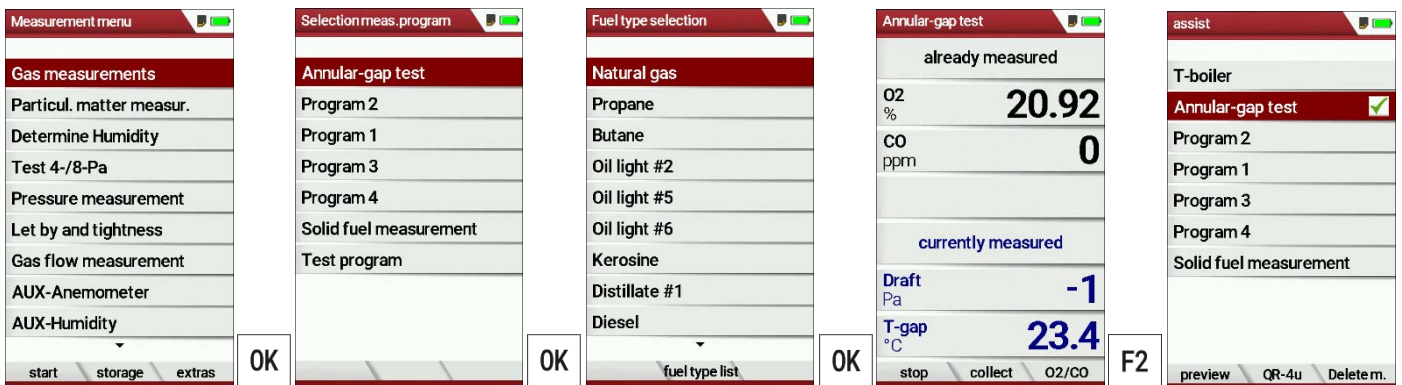 Measurement menu
Gas measurements
Particul. matter measur.
Determine Humidity
Test 4-/8-Pa
Pressure measurement
Let by and tightness
Gas flow measurement
AUX-Anemometer
AUX-Humidity
start storage extras
OK
Selection meas.program
Annular-gap test
Program 2
Program 1
Program 3
Program 4
Solid fuel measurement
Test program
OK
Fuel type selection
Natural gas
Propane
Butane
Oil light #2
Oil light #5
Oil light #6
Kerosine
Distillate #1
Diesel
fuel type list
OK
Annular-gap test
already measured
O2 % 20.92
CO ppm 0
currently measured
Draft Pa -1
T-gap °C 23.4
stop collect O2/CO
F2
assist
T-boiler
Annular-gap test
Program 2
Program 1
Program 3
Program 4
Solid fuel measurement
preview QR-4u Delete m.